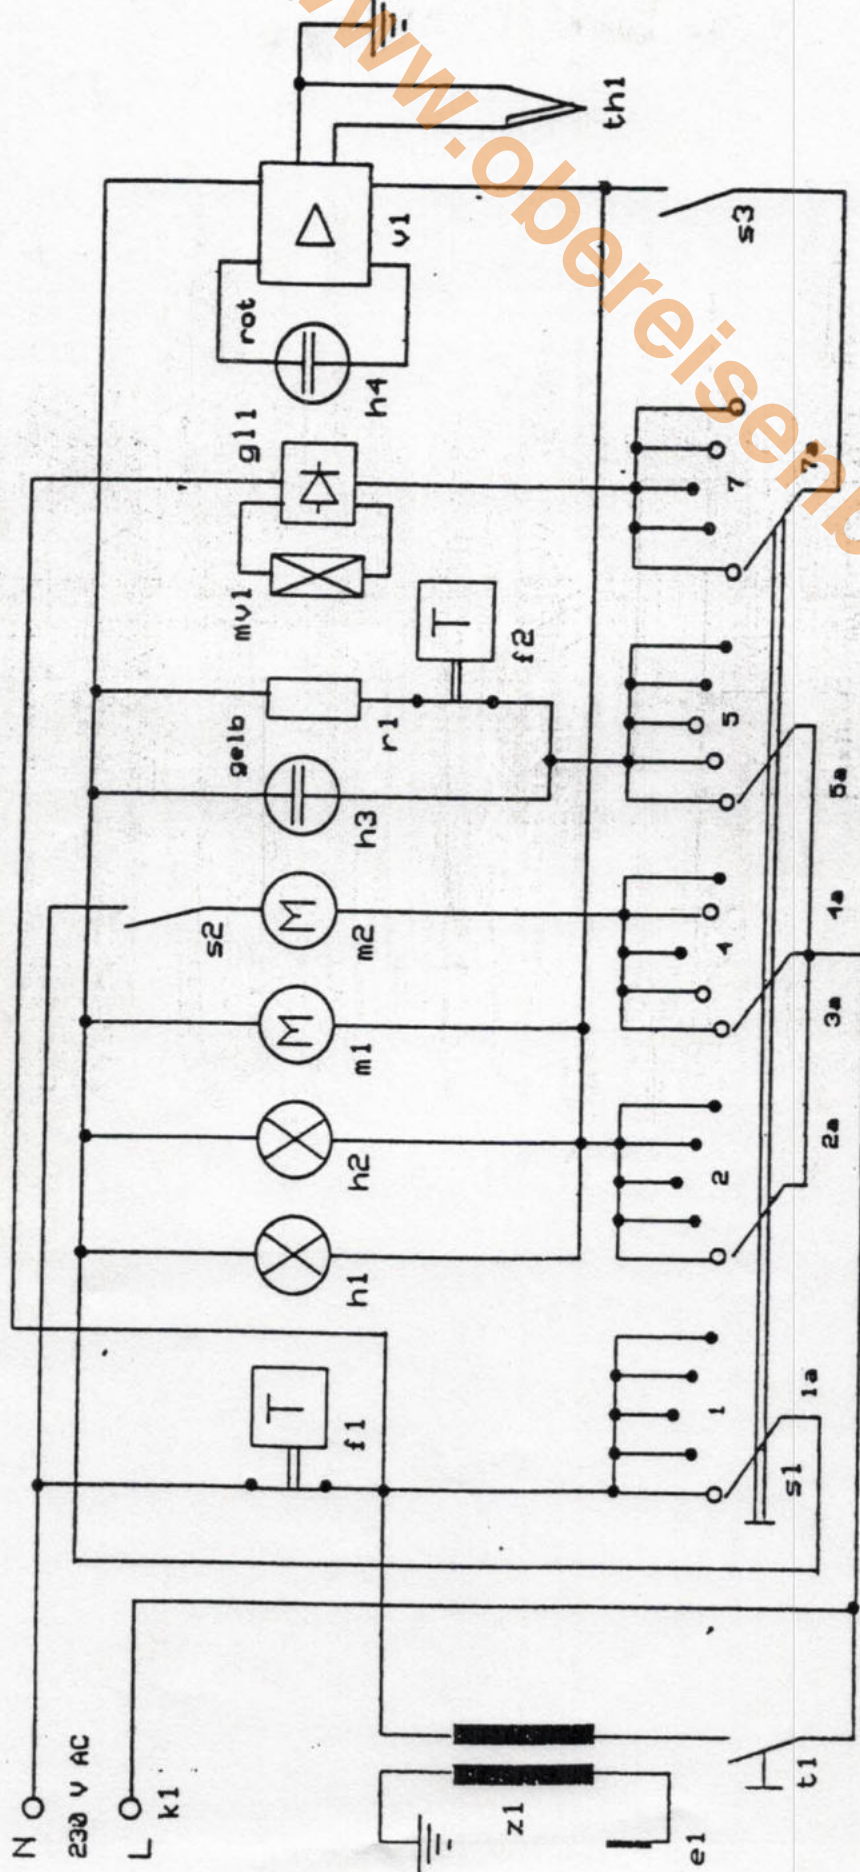 N
230 V AC
L
k1
z1
e1
t1
f1
h1
h2
m1
m2
s2
h3
gelb
r1
f2
mv1
gl1
h4
rot
v1
th1
s3
s1
1
1a
2
2a
3a
4
4a
5
5a
7
7a
T
T
M
M
www.obereisenb